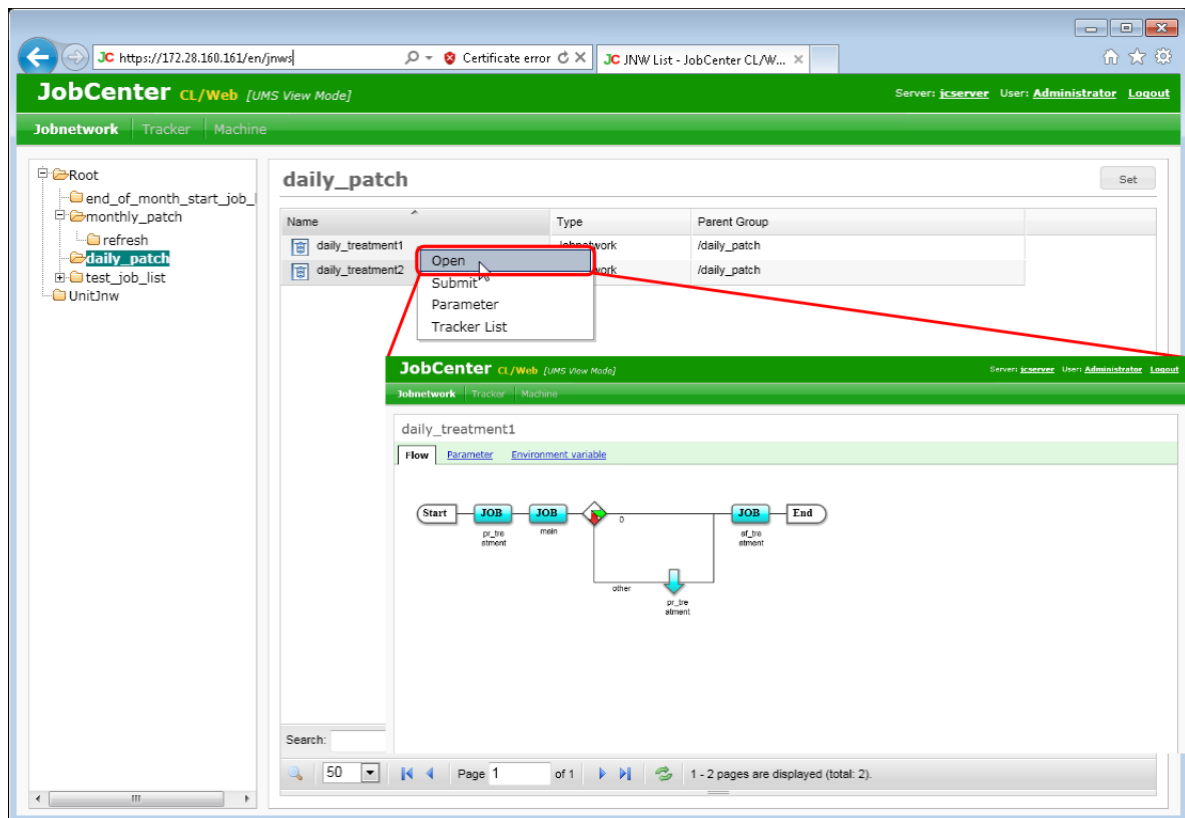 JC https://172.28.160.161/en/jnws
Certificate error
JC JNW List - JobCenter CL/W...
JobCenter CL/Web [UMS View Mode]
Server: jcserver User: Administrator Logout
Jobnetwork Tracker Machine
Root
end_of_month_start_job_l
monthly_patch
refresh
daily_patch
test_job_list
UnitJnw
daily_patch
Set
Name Type Parent Group
daily_treatment1 Jobnetwork /daily_patch
daily_treatment2 work /daily_patch
Open
Submit
Parameter
Tracker List
JobCenter CL/Web [UMS View Mode]
Server: jcserver User: Administrator Logout
Jobnetwork Tracker Machine
daily_treatment1
Flow Parameter Environment variable
Start JOB JOB 0 JOB End
pr_tre
atment
main
af_tre
atment
other
pr_tre
atment
Search:
50 Page 1 of 1 1 - 2 pages are displayed (total: 2).